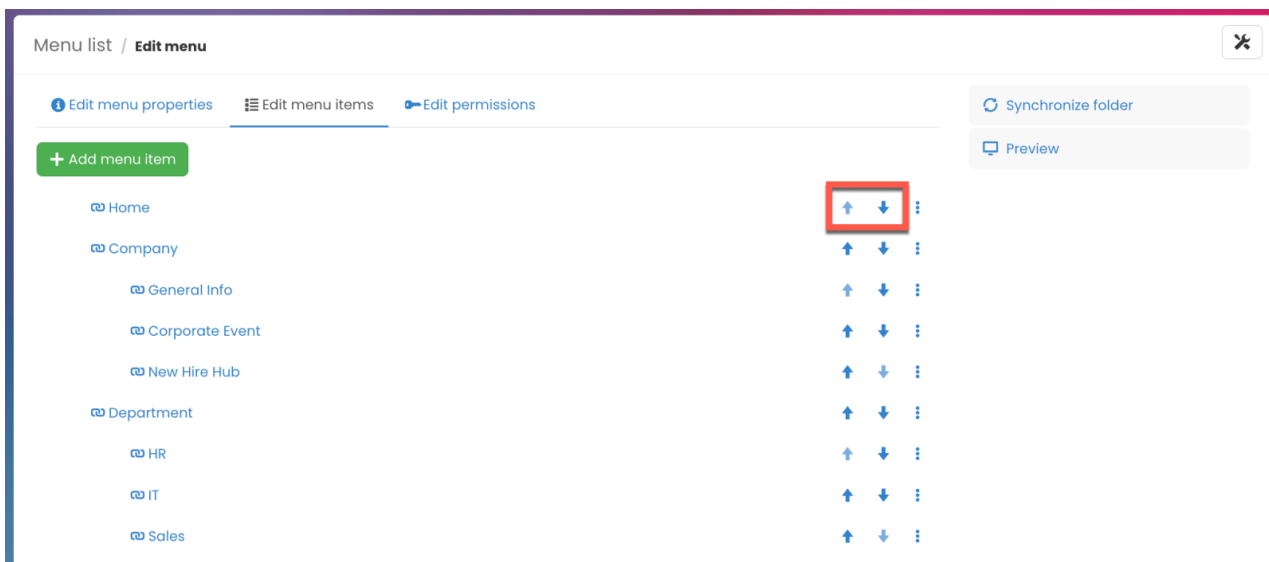 Menu list / Edit menu
Edit menu properties Edit menu items Edit permissions
Synchronize folder
Add menu item
Preview
Home
Company
General Info
Corporate Event
New Hire Hub
Department
HR
IT
Sales